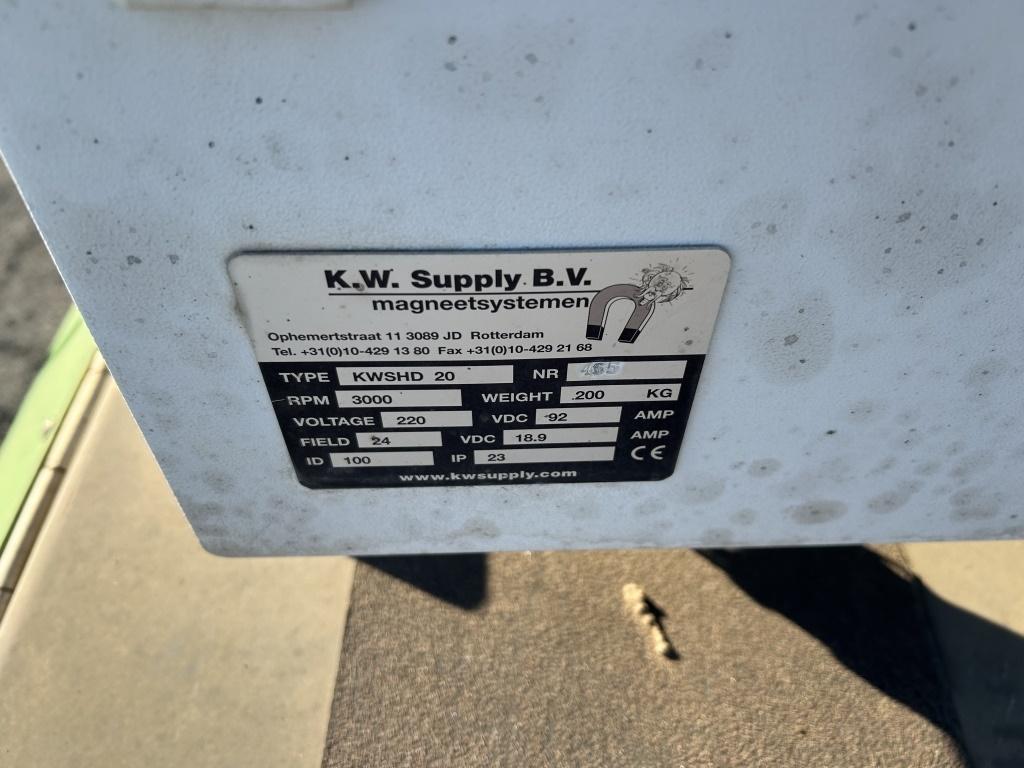 K.W. Supply B.V.
magneetsystemen
Ophemertstraat 11 3089 JD Rotterdam
Tel. +31(0)10-429 13 80 Fax +31(0)10-429 21 68
TYPE KWSHD 20 NR
RPM 3000 WEIGHT 200 KG
VOLTAGE 220 VDC 92 AMP
FIELD 24 VDC 18.9 AMP
ID 100 IP 23 CE
www.kwsupply.com